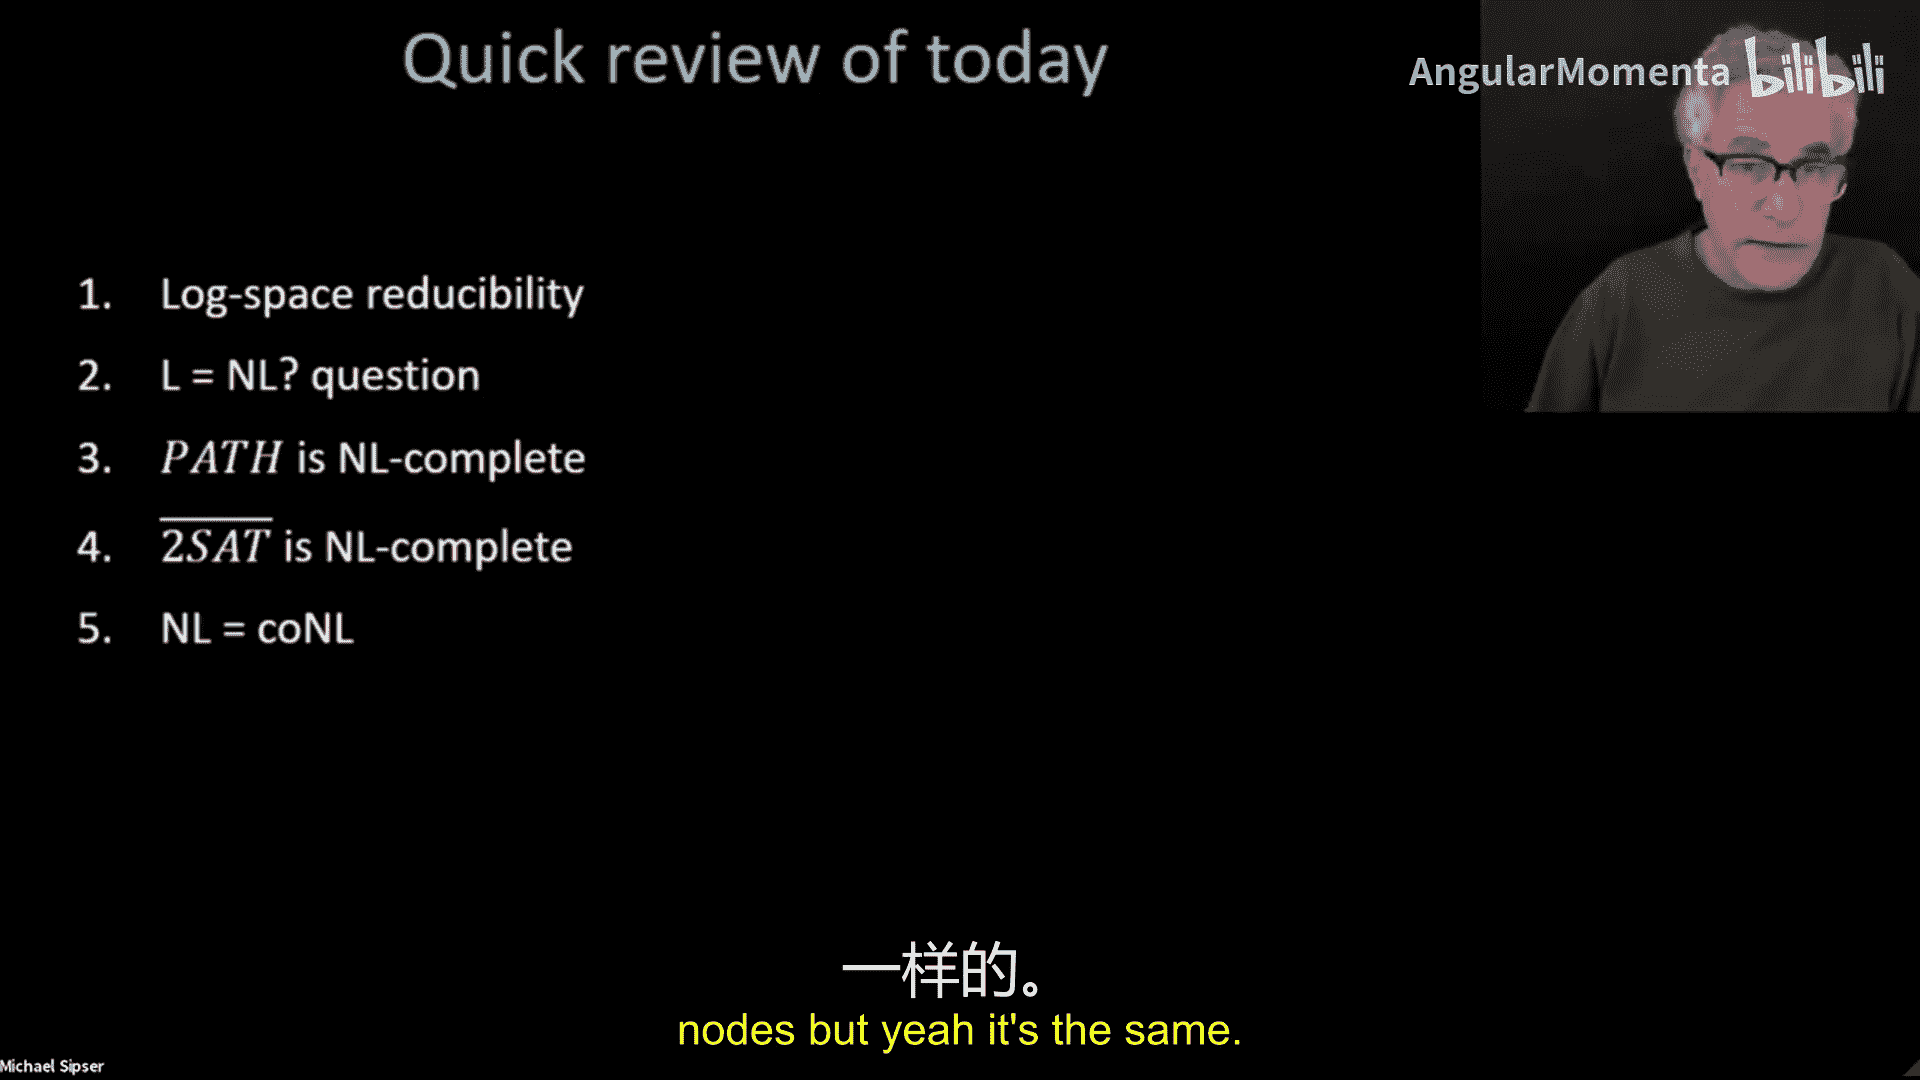 Quick review of today
AngularMomenta bilibili
1. Log-space reducibility
2. L = NL? question
3. 𝑃𝐴𝑇𝐻 is NL-complete
4. \overline{2𝑆𝐴𝑇} is NL-complete
5. NL = coNL
一样的。
nodes but yeah it's the same.
Michael Sipser